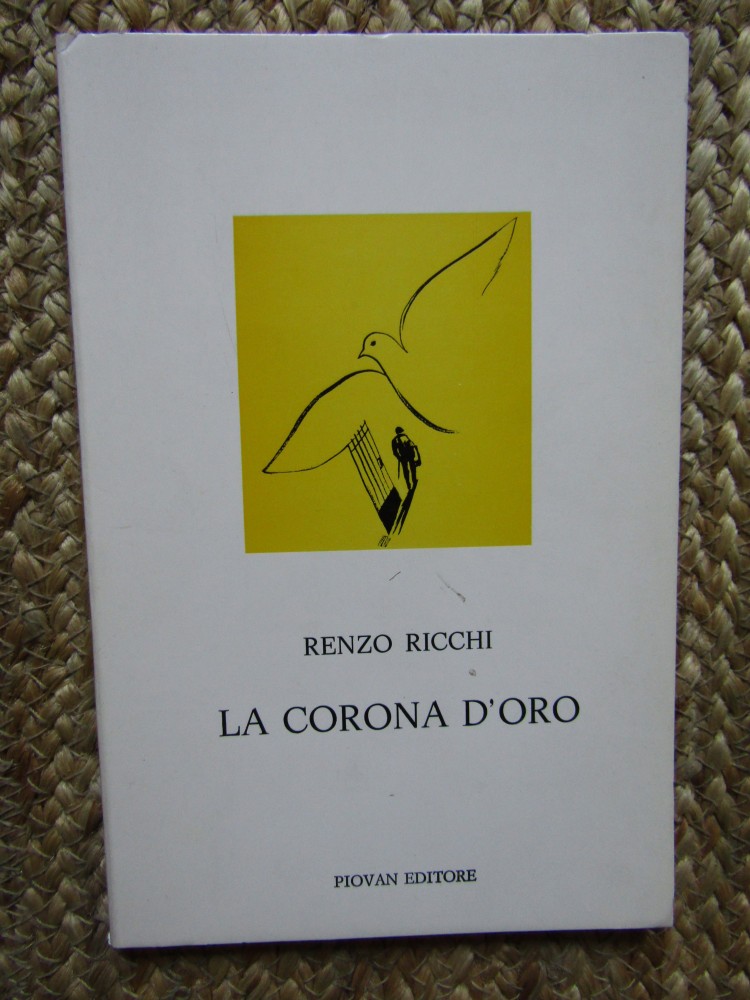 RENZO RICCHI
LA CORONA D'ORO
PIOVAN EDITORE